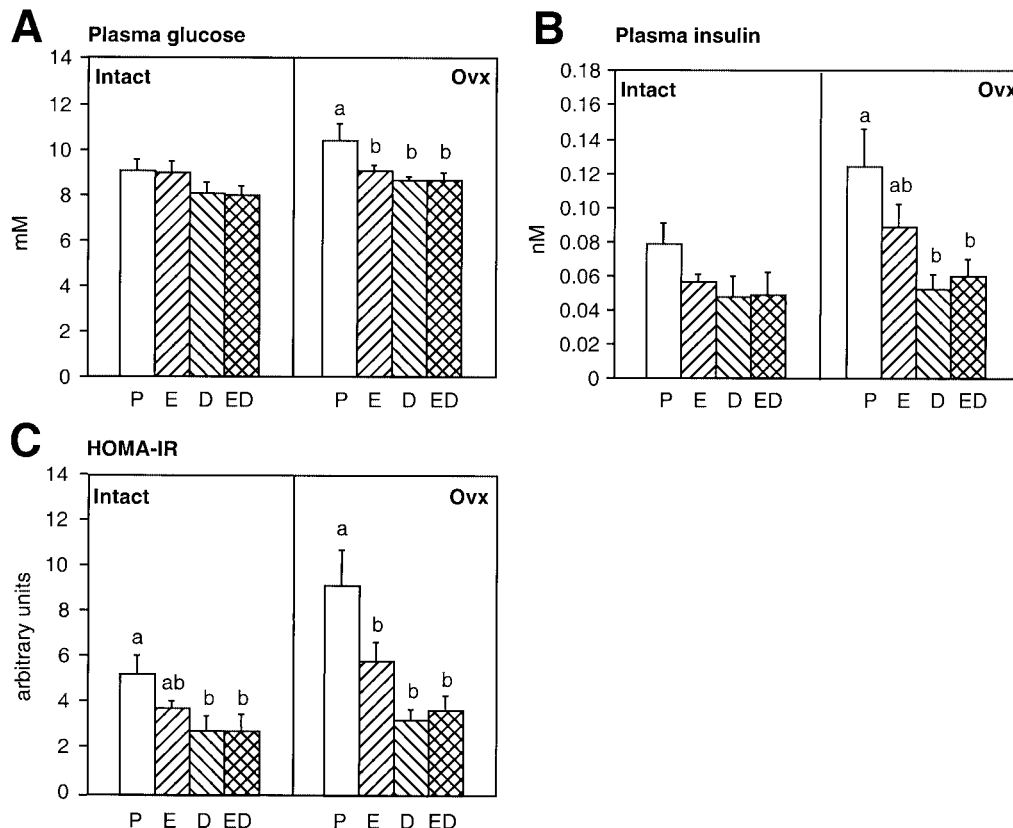 A Plasma glucose
14
12
10
8
6
4
2
0
mM
Intact
Ovx
a
b
b
b
P E D ED
P E D ED
B Plasma insulin
0.18
0.16
0.14
0.12
0.10
0.08
0.06
0.04
0.02
0
nM
Intact
Ovx
a
ab
b
b
P E D ED
P E D ED
C HOMA-IR
14
12
10
8
6
4
2
0
arbitrary units
Intact
Ovx
a
ab
b
b
a
b
b
b
P E D ED
P E D ED